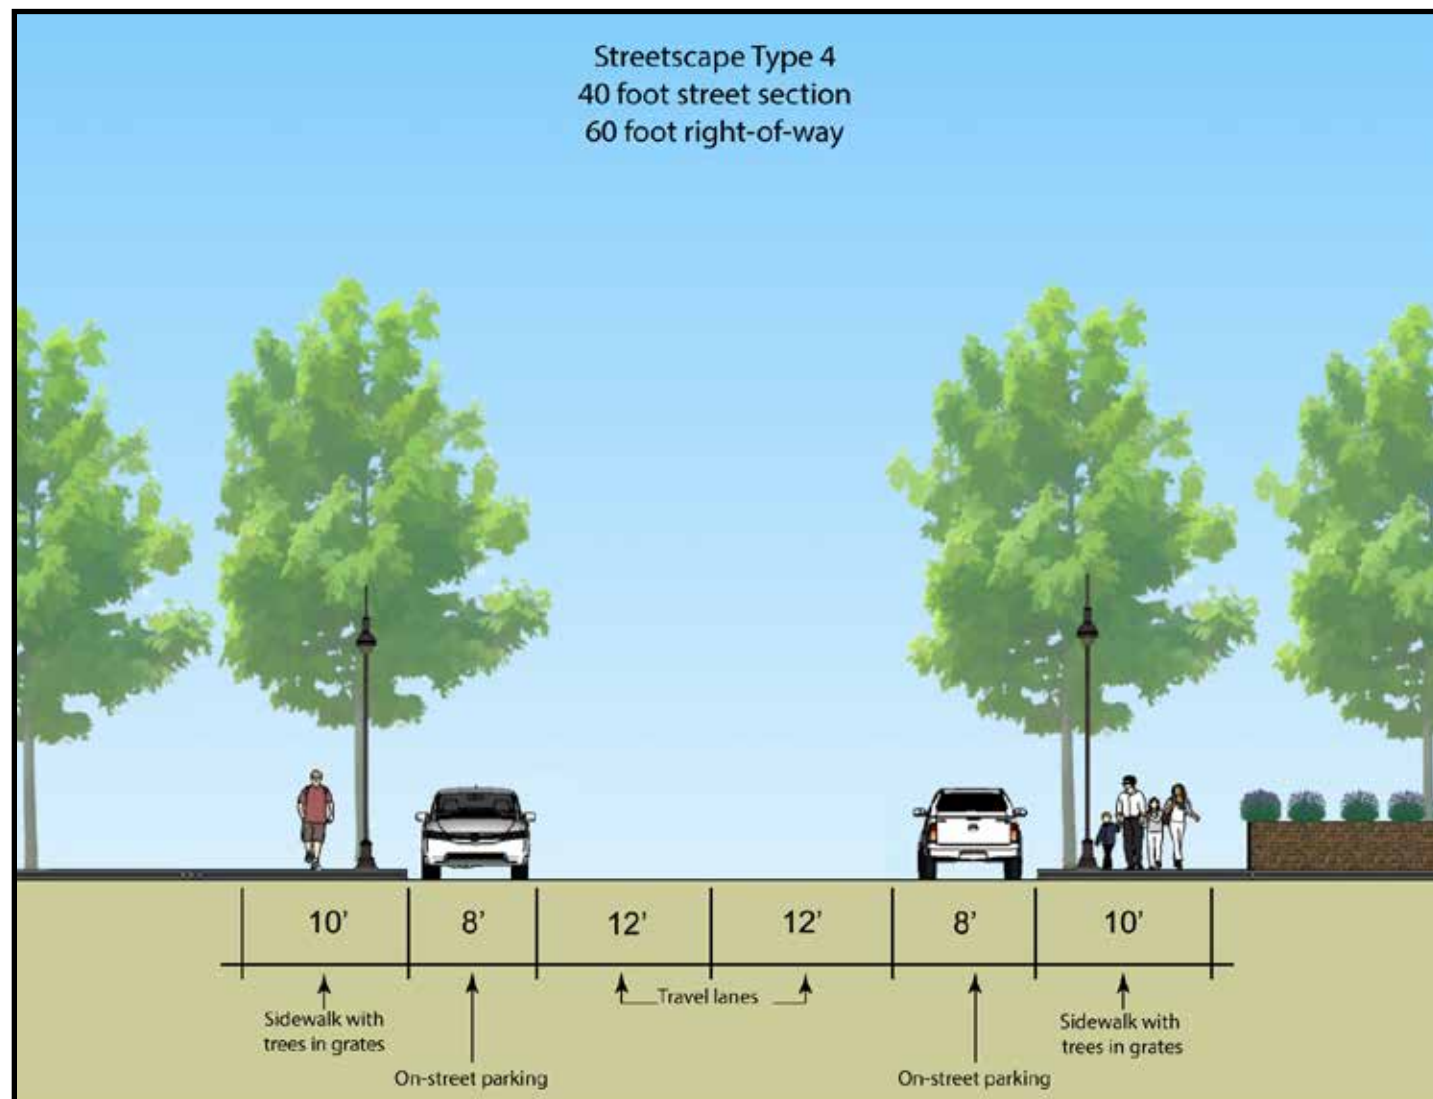 Streetscape Type 4
40 foot street section
60 foot right-of-way
10' 8' 12' 12' 8' 10'
Travel lanes
Sidewalk with
trees in grates
Sidewalk with
trees in grates
On-street parking
On-street parking